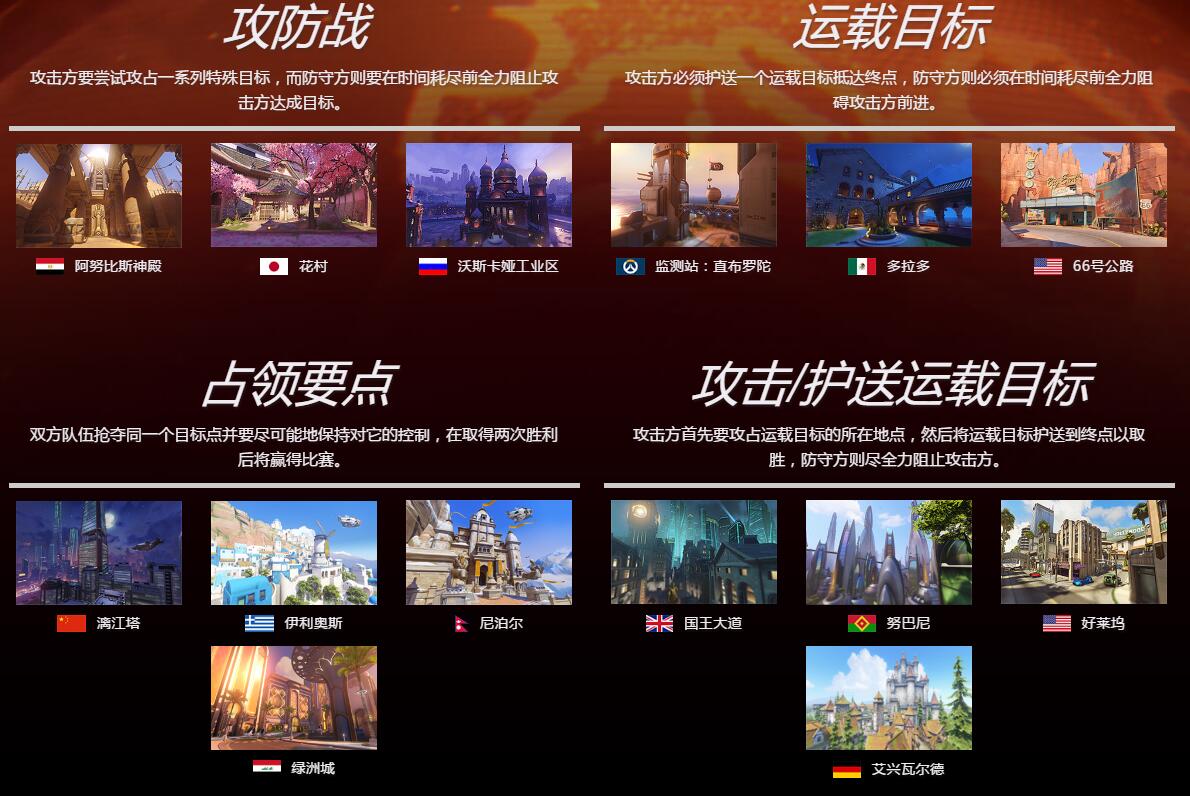 攻防战
攻击方要尝试攻占一系列特殊目标，而防守方则要在时间耗尽前全力阻止攻
击方达成目标。
阿努比斯神殿
花村
沃斯卡娅工业区
运载目标
攻击方必须护送一个运载目标抵达终点，防守方则必须在时间耗尽前全力阻
碍攻击方前进。
监测站：直布罗陀
多拉多
66号公路
占领要点
双方队伍抢夺同一个目标点并要尽可能地保持对它的控制，在取得两次胜利
后将赢得比赛。
漓江塔
伊利奥斯
尼泊尔
绿洲城
攻击/护送运载目标
攻击方首先要攻占运载目标的所在地点，然后将运载目标护送到终点以取
胜，防守方则尽全力阻止攻击方。
国王大道
努巴尼
好莱坞
艾兴瓦尔德